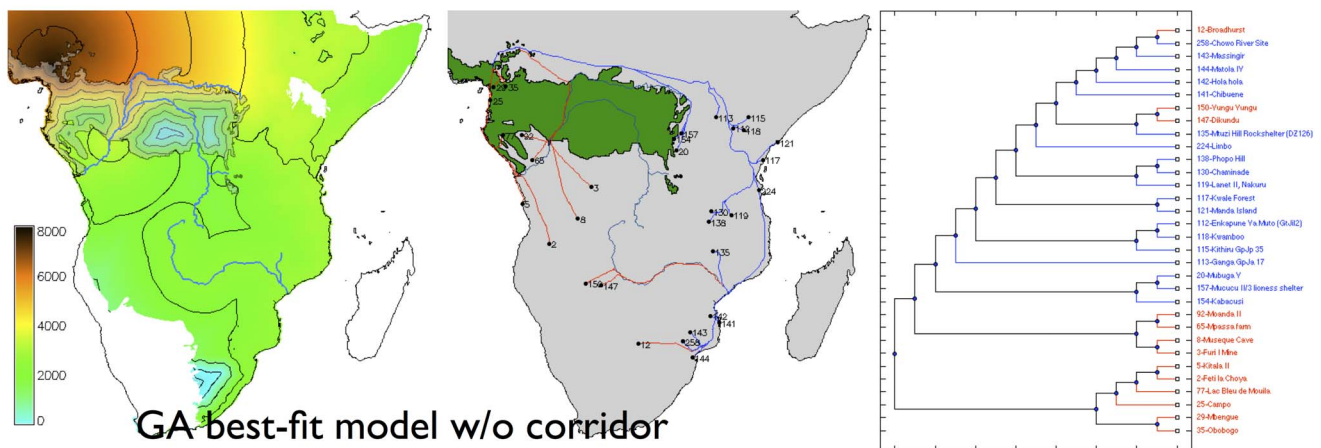 8000
6000
4000
2000
0
GA best-fit model w/o corridor
29
35
25
77
92
65
3
5
8
2
150
147
12
157
154
20
113
115
112
118
121
117
224
130
119
138
135
142
141
143
258
144
12-Broadhurst
258-Chowo River Site
143-Massingir
144-Matola IV
142-Hola hola
141-Chibuene
150-Yungu Yungu
147-Dikundu
135-Mtuzi Hill Rockshelter (DZ126)
224-Limbo
138-Phopo Hill
130-Chaminade
119-Lanet II, Nakuru
117-Kwale Forest
121-Manda Island
112-Enkapune Ya Muto (GtJi12)
118-Kwamboo
115-Kithiru GpJp 35
113-Ganga GpJa 17
20-Mubuga V
157-Mucucu II/3 lioness shelter
154-Kabacusi
92-Moanda II
65-Mpassa farm
8-Museque Cave
3-Furi I Mine
5-Kitala II
2-Feti la Choya
77-Lac Bleu de Mouila
25-Campo
29-Mbengue
35-Obobogo